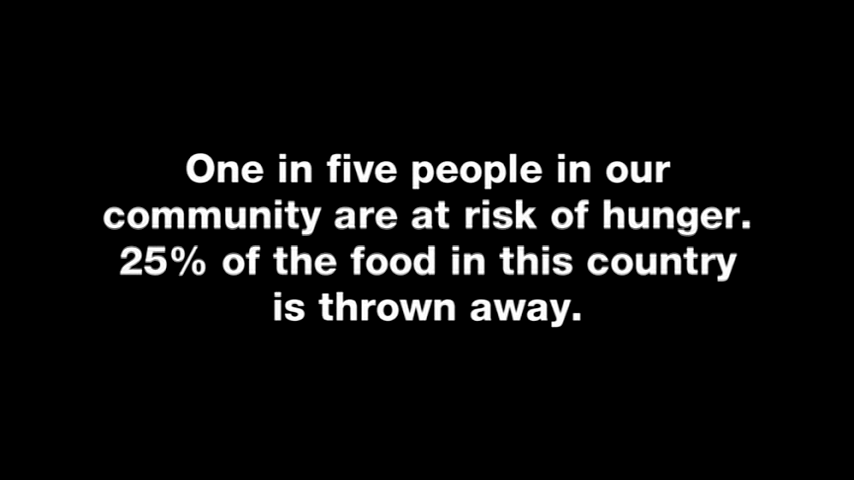 One in five people in our
community are at risk of hunger.
25% of the food in this country
is thrown away.